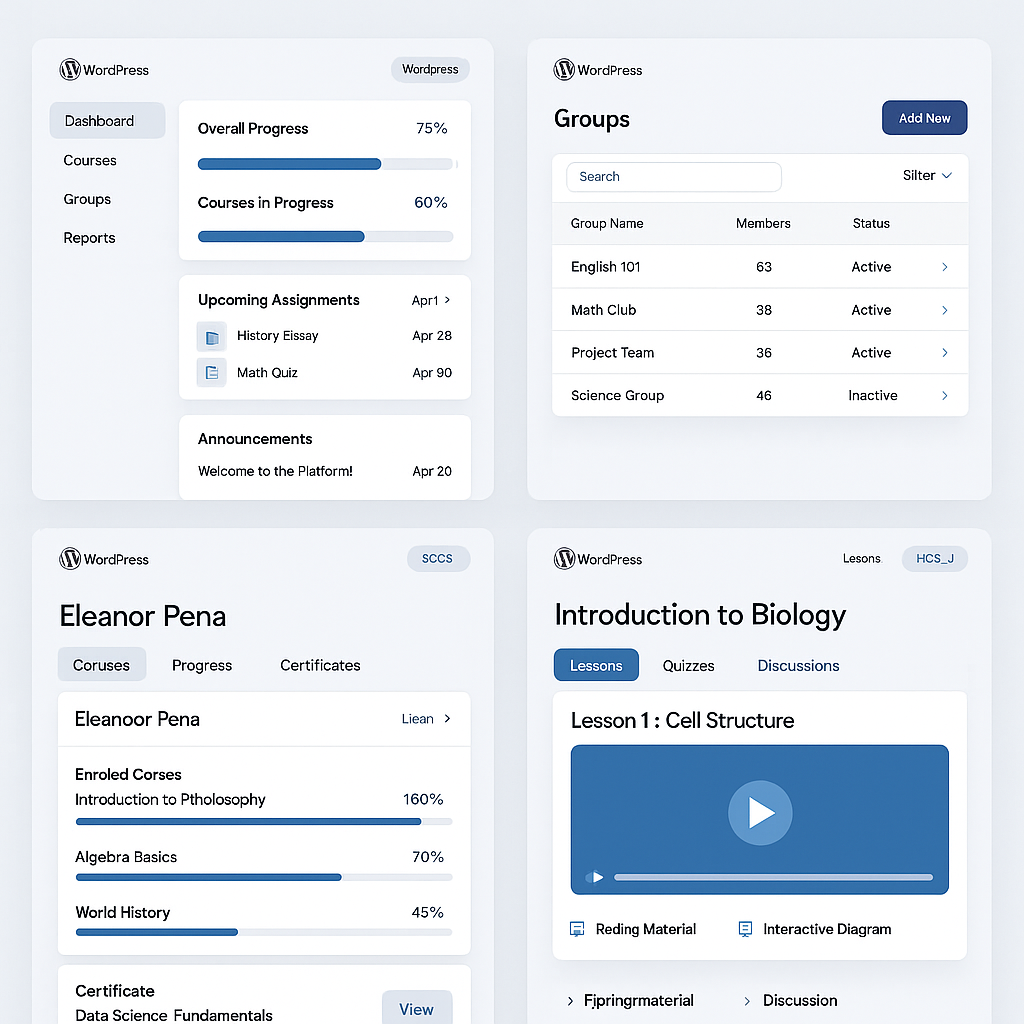 WordPress
Wordpress
Dashboard
Courses
Groups
Reports
Overall Progress 75%
Courses in Progress 60%
Upcoming Assignments Apr1 >
History Eissay Apr 28
Math Quiz Apr 90
Announcements
Welcome to the Platform! Apr 20
WordPress
Groups
Add New
Search
Silter
Group Name Members Status
English 101 63 Active
Math Club 38 Active
Project Team 36 Active
Science Group 46 Inactive
WordPress
SCCS
Eleanor Pena
Coruses Progress Certificates
Eleanoor Pena Liean >
Enroled Corses
Introduction to Ptholosophy 160%
Algebra Basics 70%
World History 45%
Certificate
Data Science Fundamentals
View
WordPress
Lesons
HCS_J
Introduction to Biology
Lessons Quizzes Discussions
Lesson 1 : Cell Structure
Reding Material Interactive Diagram
> Fjpringrmaterial > Discussion